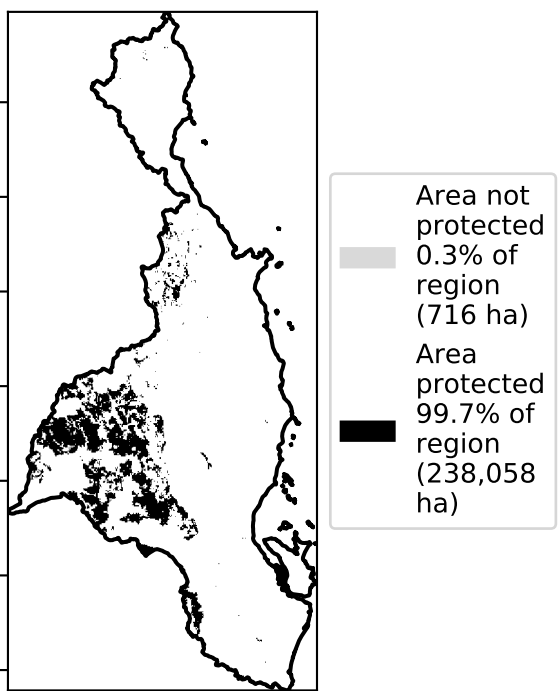 Area not
protected
0.3% of
region
(716 ha)
Area
protected
99.7% of
region
(238,058
ha)